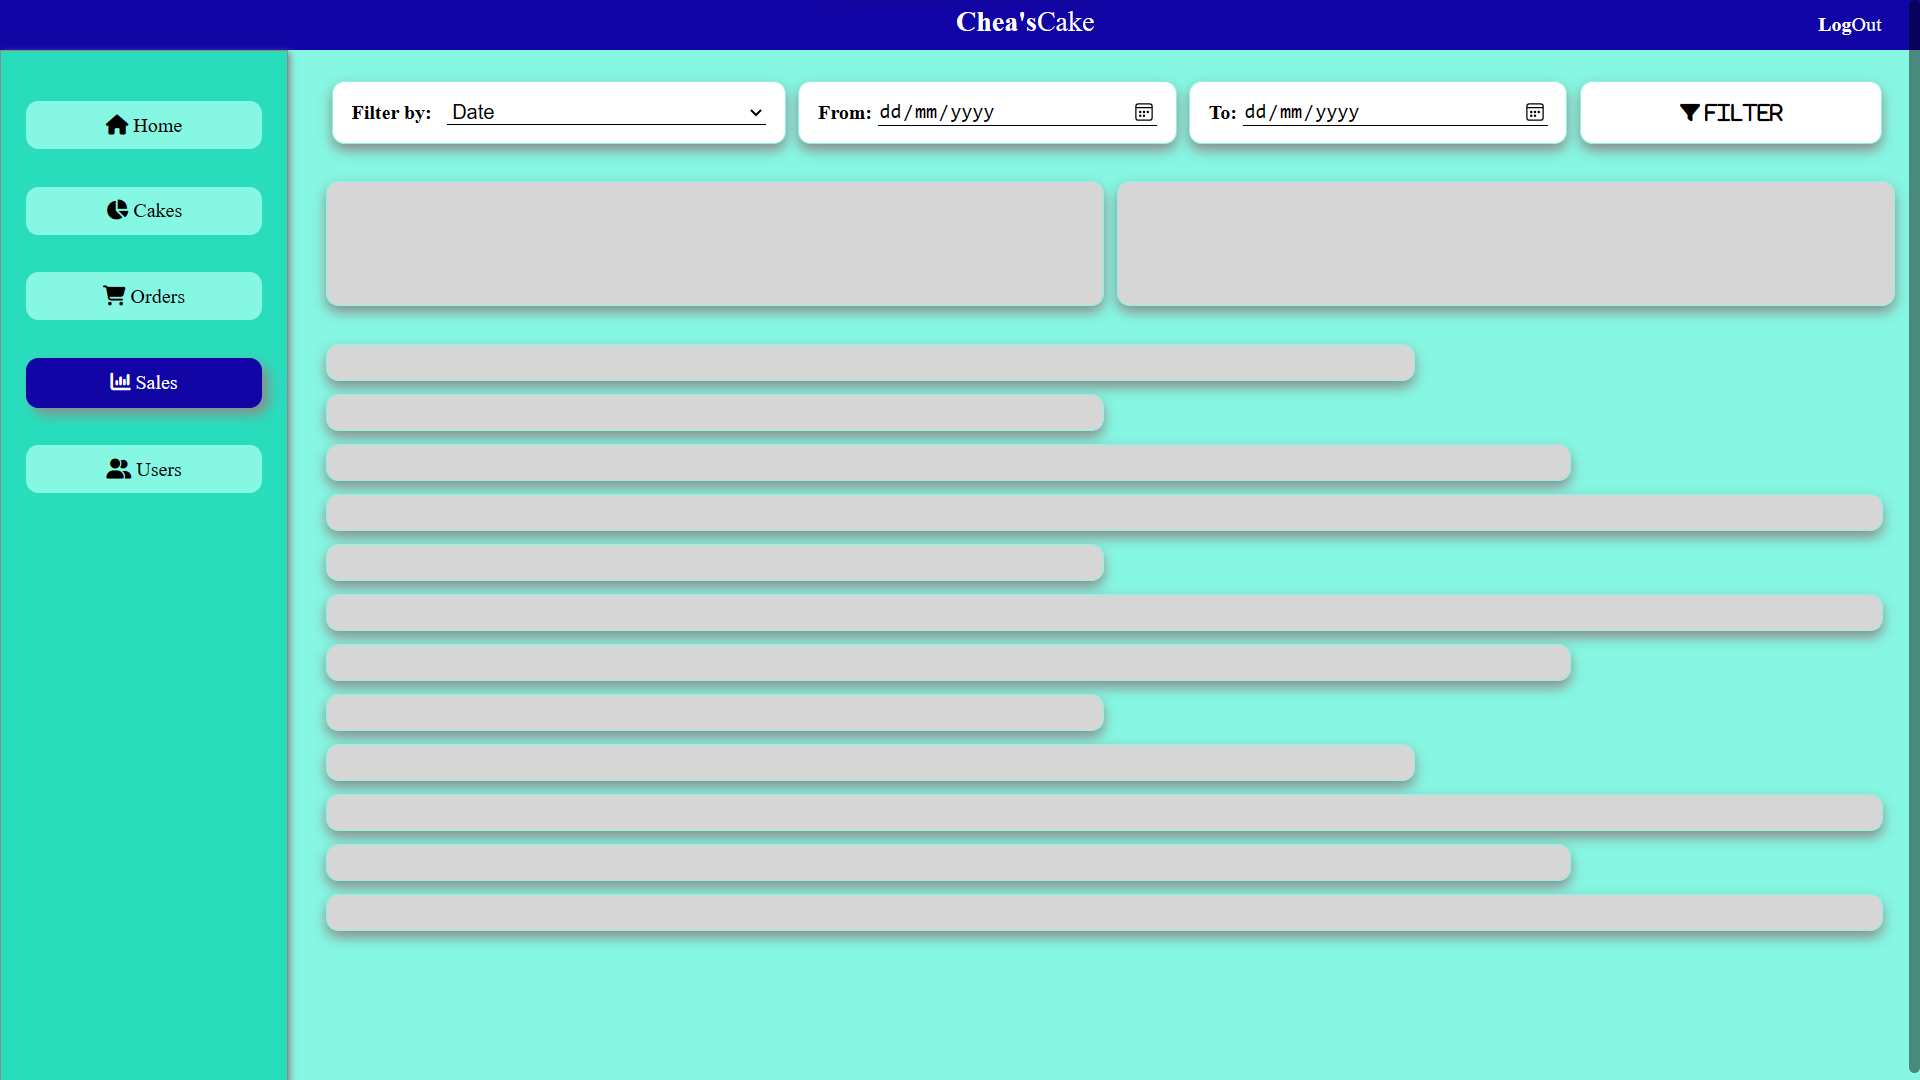 Chea'sCake
LogOut
Home
Cakes
Orders
Sales
Users
Filter by: Date
From: dd/mm/yyyy
To: dd/mm/yyyy
FILTER